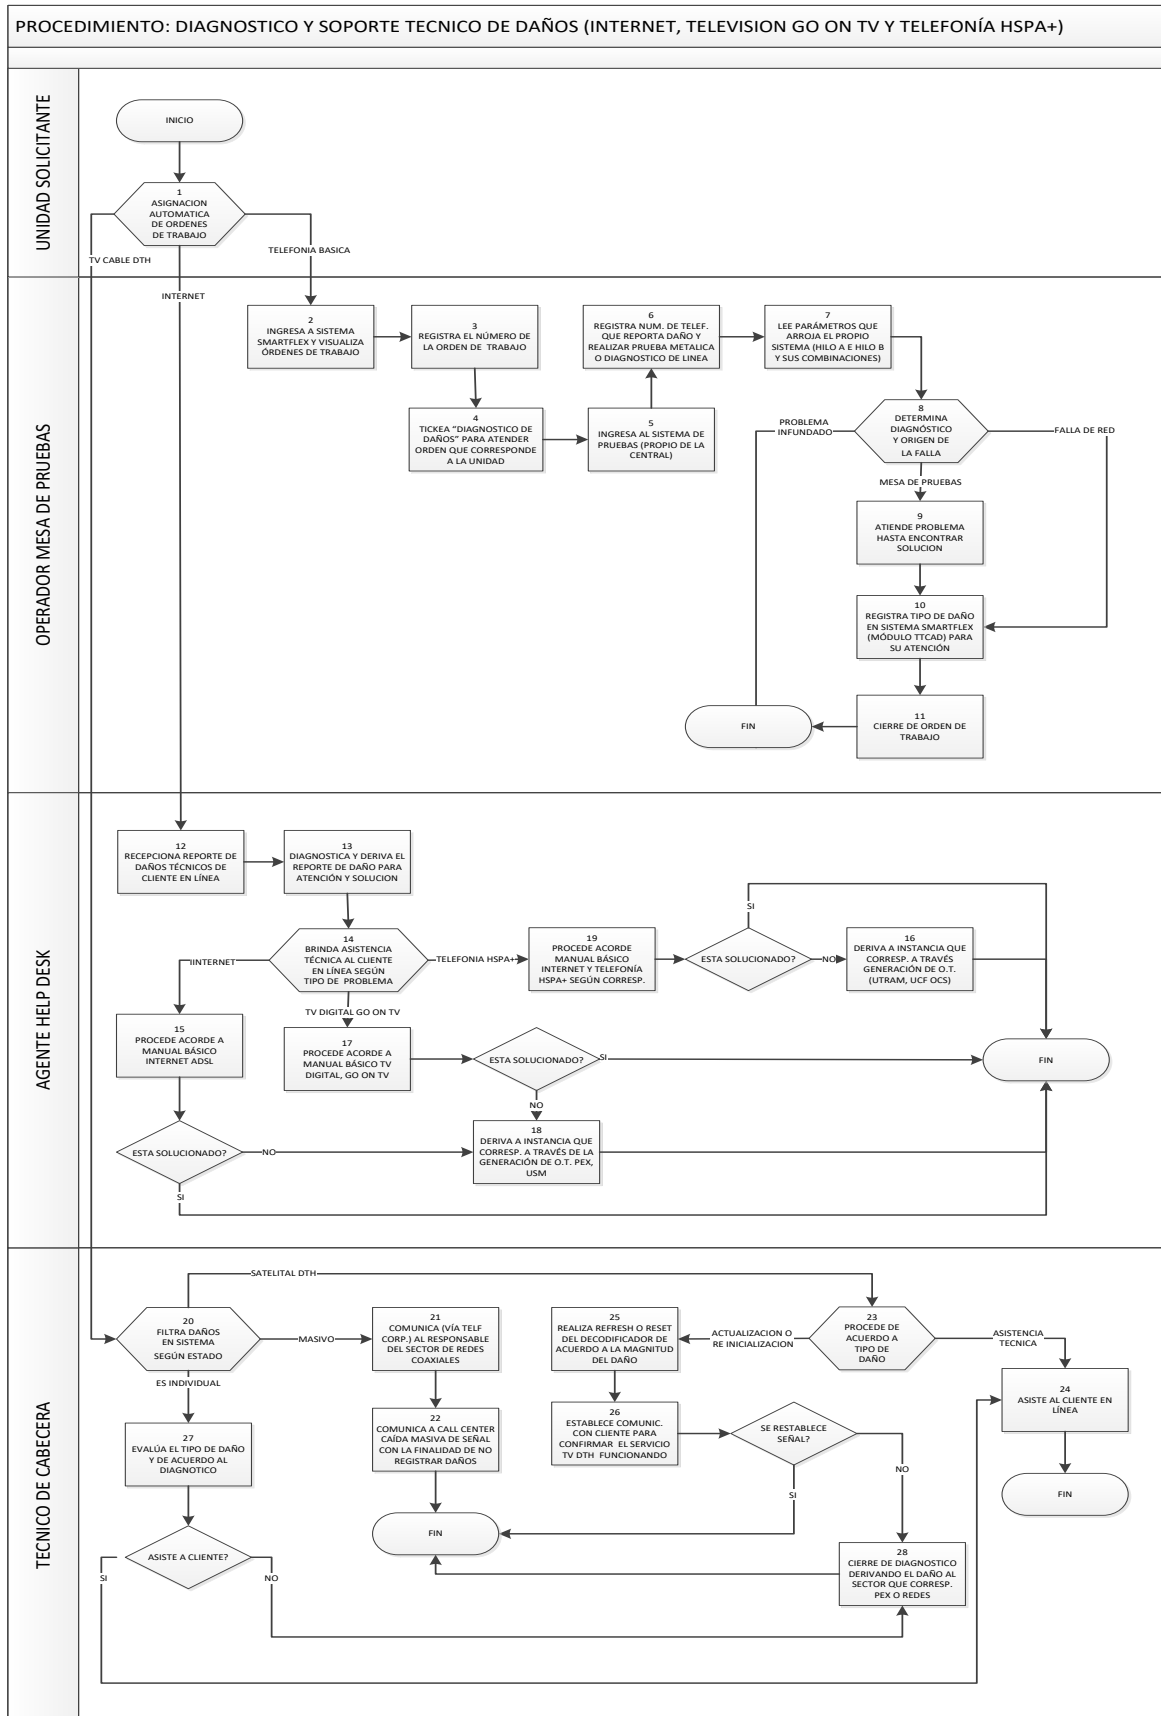 PROCEDIMIENTO: DIAGNOSTICO Y SOPORTE TECNICO DE DAÑOS (INTERNET, TELEVISION GO ON TV Y TELEFONÍA HSPA+)
UNIDAD SOLICITANTE
INICIO
1
ASIGNACION
AUTOMATICA
DE ORDENES
DE TRABAJO
TV CABLE DTH
TELEFONIA BASICA
INTERNET
OPERADOR MESA DE PRUEBAS
2
INGRESA A SISTEMA
SMARTFLEX Y VISUALIZA
ÓRDENES DE TRABAJO
3
REGISTRA EL NÚMERO DE
LA ORDEN DE TRABAJO
4
TICKEA “DIAGNOSTICO DE
DAÑOS” PARA ATENDER
ORDEN QUE CORRESPONDE
A LA UNIDAD
5
INGRESA AL SISTEMA DE
PRUEBAS (PROPIO DE LA
CENTRAL)
6
REGISTRA NUM. DE TELEF.
QUE REPORTA DAÑO Y
REALIZAR PRUEBA METALICA
O DIAGNOSTICO DE LINEA
7
LEE PARÁMETROS QUE
ARROJA EL PROPIO
SISTEMA (HILO A E HILO B
Y SUS COMBINACIONES)
8
DETERMINA
DIAGNÓSTICO
Y ORIGEN DE
LA FALLA
PROBLEMA
INFUNDADO
FALLA DE RED
MESA DE PRUEBAS
9
ATIENDE PROBLEMA
HASTA ENCONTRAR
SOLUCION
10
REGISTRA TIPO DE DAÑO
EN SISTEMA SMARTFLEX
(MÓDULO TTCAD) PARA
SU ATENCIÓN
11
CIERRE DE ORDEN DE
TRABAJO
FIN
AGENTE HELP DESK
12
RECEPCIONA REPORTE DE
DAÑOS TÉCNICOS DE
CLIENTE EN LÍNEA
13
DIAGNOSTICA Y DERIVA EL
REPORTE DE DAÑO PARA
ATENCIÓN Y SOLUCION
14
BRINDA ASISTENCIA
TÉCNICA AL CLIENTE
EN LÍNEA SEGÚN
TIPO DE PROBLEMA
IINTERNET
TELEFONIA HSPA+
TV DIGITAL GO ON TV
19
PROCEDE ACORDE
MANUAL BÁSICO
INTERNET Y TELEFONÍA
HSPA+ SEGÚN CORRESP.
ESTA SOLUCIONADO?
SI
NO
16
DERIVA A INSTANCIA QUE
CORRESP. A TRAVÉS
GENERACIÓN DE O.T.
(UTRAM, UCF OCS)
15
PROCEDE ACORDE A
MANUAL BÁSICO
INTERNET ADSL
17
PROCEDE ACORDE A
MANUAL BÁSICO TV
DIGITAL, GO ON TV
ESTA SOLUCIONADO?
SI
NO
FIN
ESTA SOLUCIONADO?
NO
SI
18
DERIVA A INSTANCIA QUE
CORRESP. A TRAVÉS DE LA
GENERACIÓN DE O.T. PEX,
USM
TECNICO DE CABECERA
SATELITAL DTH
20
FILTRA DAÑOS
EN SISTEMA
SEGÚN ESTADO
MASIVO
ES INDIVIDUAL
21
COMUNICA (VÍA TELF
CORP.) AL RESPONSABLE
DEL SECTOR DE REDES
COAXIALES
22
COMUNICA A CALL CENTER
CAÍDA MASIVA DE SEÑAL
CON LA FINALIDAD DE NO
REGISTRAR DAÑOS
FIN
25
REALIZA REFRESH O RESET
DEL DECODIFICADOR DE
ACUERDO A LA MAGNITUD
DEL DAÑO
ACTUALIZACION O
RE INICIALIZACION
23
PROCEDE DE
ACUERDO A
TIPO DE
DAÑO
ASISTENCIA
TECNICA
24
ASISTE AL CLIENTE EN
LÍNEA
FIN
26
ESTABLECE COMUNIC.
CON CLIENTE PARA
CONFIRMAR EL SERVICIO
TV DTH FUNCIONANDO
SE RESTABLECE
SEÑAL?
NO
SI
27
EVALÚA EL TIPO DE DAÑO
Y DE ACUERDO AL
DIAGNOTICO
ASISTE A CLIENTE?
SI
NO
28
CIERRE DE DIAGNOSTICO
DERIVANDO EL DAÑO AL
SECTOR QUE CORRESP.
PEX O REDES